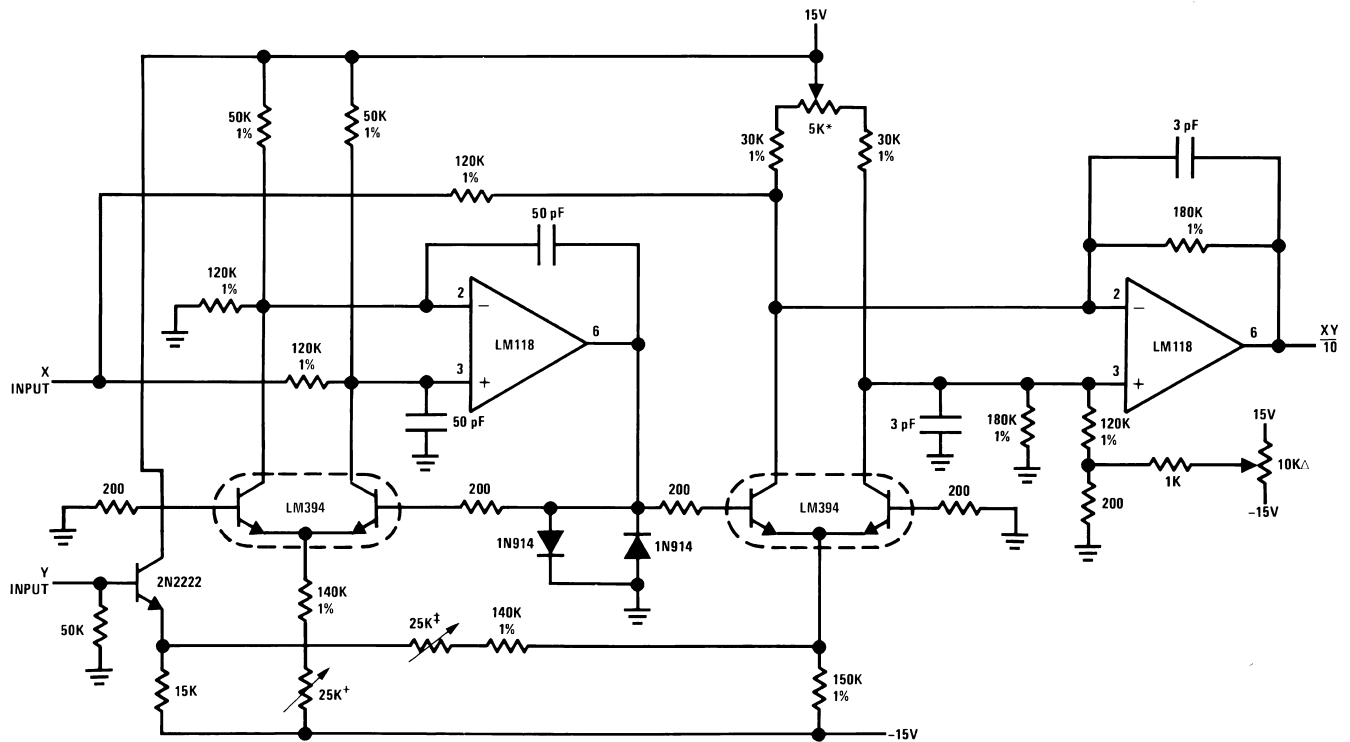 15V
50K
1%
50K
1%
5K*
30K
1%
30K
1%
3 pF
120K
1%
180K
1%
50 pF
120K
1%
2
−
LM118
6
3
+
120K
1%
X
INPUT
50 pF
2
−
LM118
6
3
+
XY
10
3 pF
180K
1%
120K
1%
15V
10K△
−15V
1K
200
200
LM394
200
200
LM394
200
1N914
1N914
Y
INPUT
2N2222
50K
140K
1%
25K‡
140K
1%
15K
25K+
150K
1%
−15V